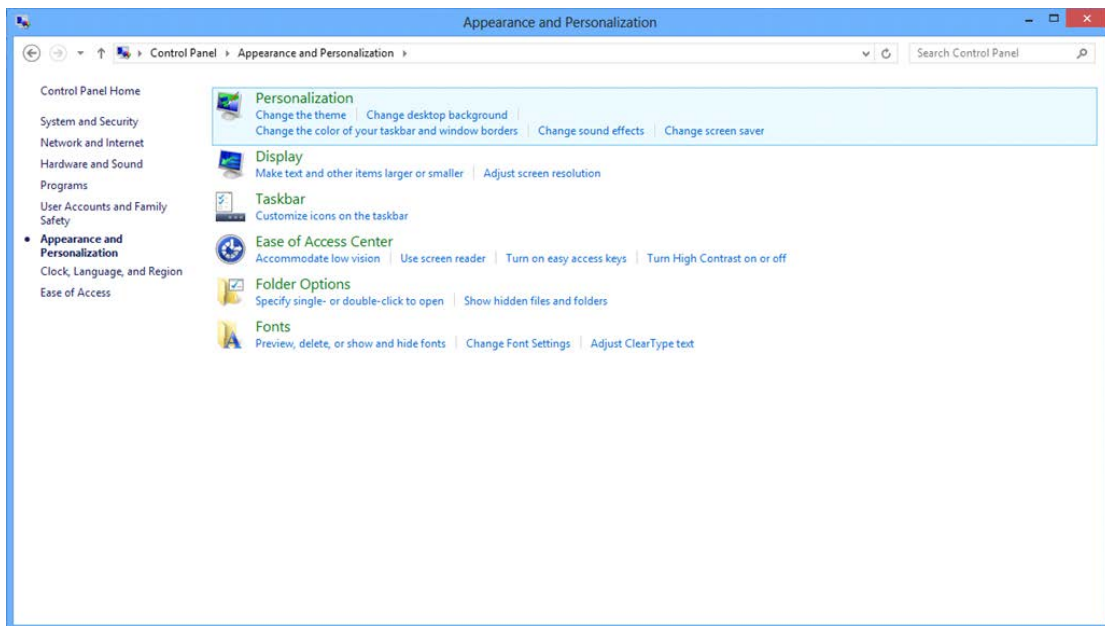 Appearance and Personalization
Control Panel Appearance and Personalization
Search Control Panel
Control Panel Home
System and Security
Network and Internet
Hardware and Sound
Programs
User Accounts and Family
Safety
Appearance and
Personalization
Clock, Language, and Region
Ease of Access
Personalization
Change the theme Change desktop background
Change the color of your taskbar and window borders Change sound effects Change screen saver
Display
Make text and other items larger or smaller Adjust screen resolution
Taskbar
Customize icons on the taskbar
Ease of Access Center
Accommodate low vision Use screen reader Turn on easy access keys Turn High Contrast on or off
Folder Options
Specify single- or double-click to open Show hidden files and folders
Fonts
Preview, delete, or show and hide fonts Change Font Settings Adjust ClearType text